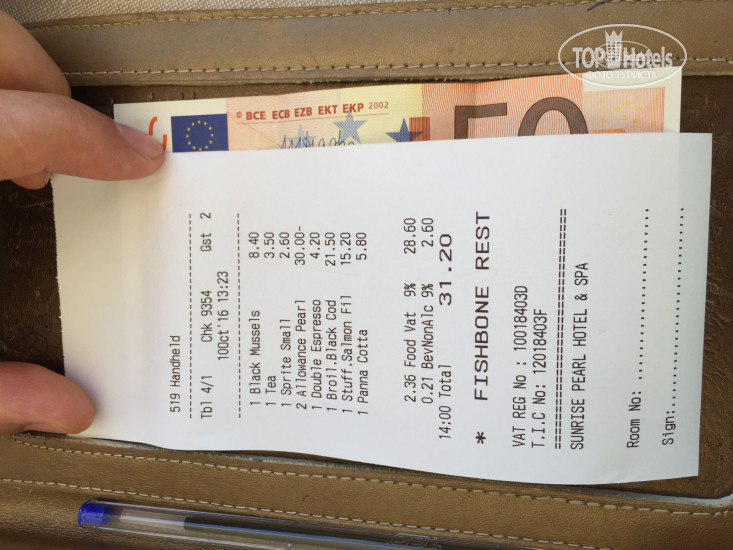 TOP Hotels
ФОТО ТУРИСТА
© BCE ECB EZB EKT EKP 2002
50
519 Handheld
Tbl 4/1 Chk 9354 Gst 2
10Oct'16 13:23
1 Black Mussels 8.40
1 Tea 3.50
1 Sprite Small 2.60
2 Allowance Pearl 30.00-
1 Double Espresso 4.20
1 Broil.Black Cod 21.50
1 Stuff.Salmon Fil 15.20
1 Panna Cotta 5.80
2.36 Food Vat 9% 28.60
0.21 BevNonAlc 9% 2.60
14:00 Total 31.20
* FISHBONE REST
VAT REG No : 10018403D
T.I.C No: 12018403F
==============================
SUNRISE PEARL HOTEL & SPA
Room No: ........................
Sign:............................